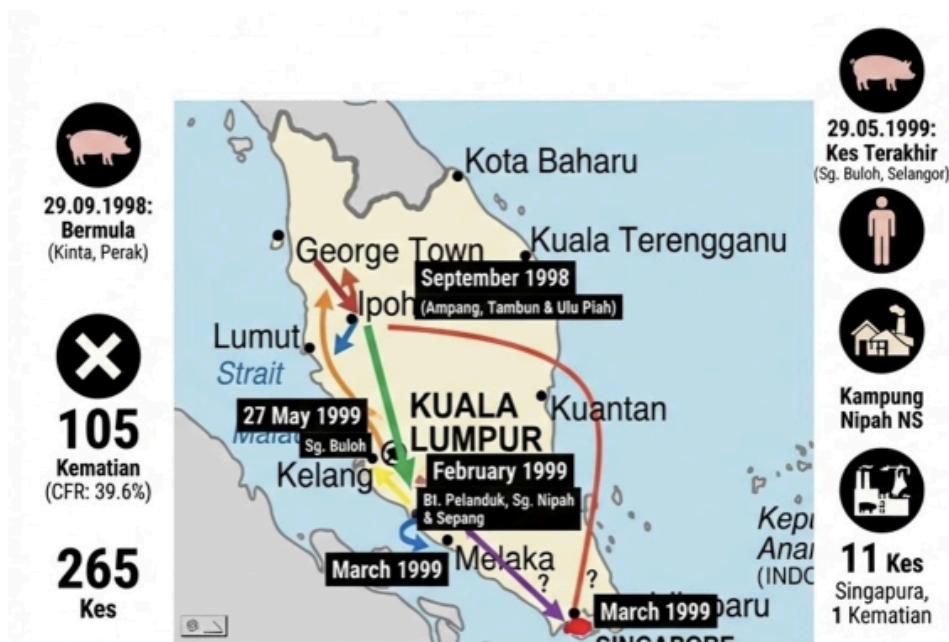 29.09.1998:
Bermula
(Kinta, Perak)
105
Kematian
(CFR: 39.6%)
265
Kes
Kota Baharu
George Town
Kuala Terengganu
September 1998
Ipoh
(Ampang, Tambun & Ulu Piah)
Lumut
Strait
KUALA
LUMPUR
Kuantan
27 May 1999
Sg. Buloh
Kelang
February 1999
Bt. Pelanduk, Sg. Nipah
& Sepang
March 1999
Melaka
?
?
March 1999
SINGAPORE
(INDO
29.05.1999:
Kes Terakhir
(Sg. Buloh, Selangor)
Kampung
Nipah NS
11 Kes
Singapura,
1 Kematian